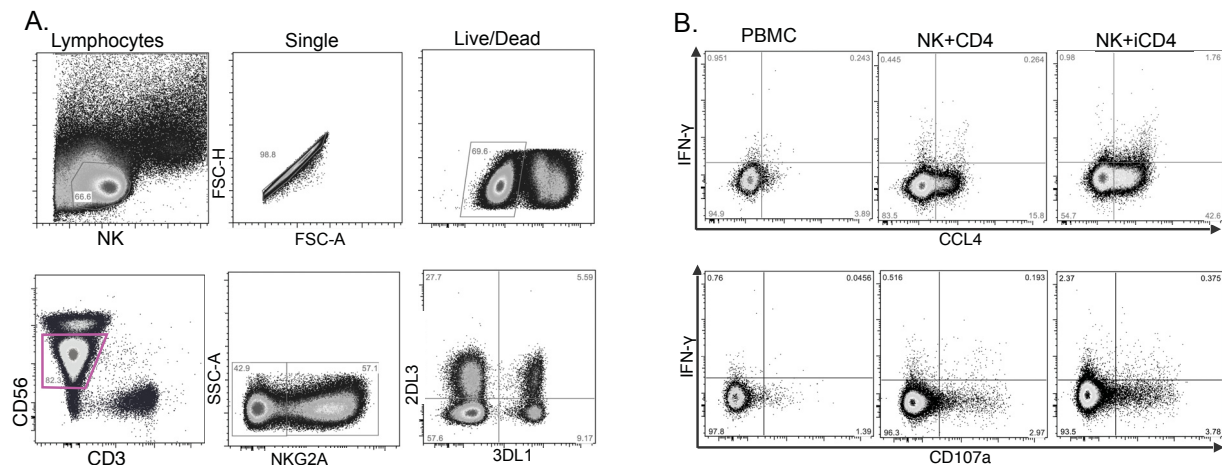 A.
Lymphocytes
Single
Live/Dead
66.6
NK
FSC-H
98.8
FSC-A
69.6
CD56
82.3
CD3
SSC-A
42.9 57.1
NKG2A
2DL3
27.7 5.59
57.6 9.17
3DL1
B.
PBMC
NK+CD4
NK+iCD4
IFN-γ
0.951 0.243
94.9 3.89
0.445 0.264
83.5 15.8
0.98 1.76
54.7 42.6
CCL4
IFN-γ
0.76 0.0456
97.8 1.39
0.516 0.193
96.3 2.97
2.37 0.375
93.5 3.78
CD107a